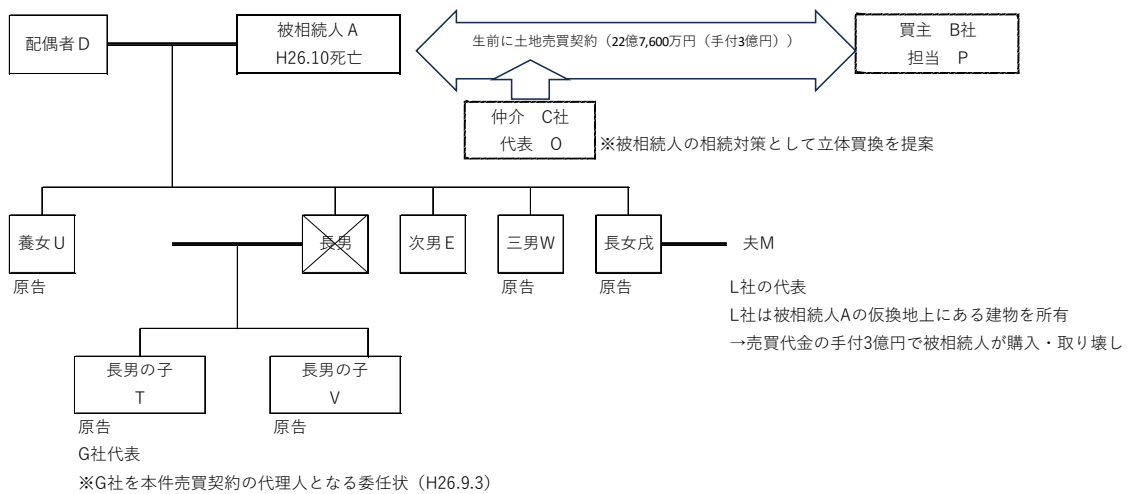 配偶者D
被相続人A
H26.10死亡
生前に土地売買契約（22億7,600万円（手付3億円））
買主　B社
担当　P
仲介　C社
代表　O
※被相続人の相続対策として立体買換を提案
養女U
長男
次男E
三男W
長女戌
夫M
原告
原告
原告
L社の代表
L社は被相続人Aの仮換地上にある建物を所有
→売買代金の手付3億円で被相続人が購入・取り壊し
長男の子
T
長男の子
V
原告
原告
G社代表
※G社を本件売買契約の代理人となる委任状（H26.9.3）